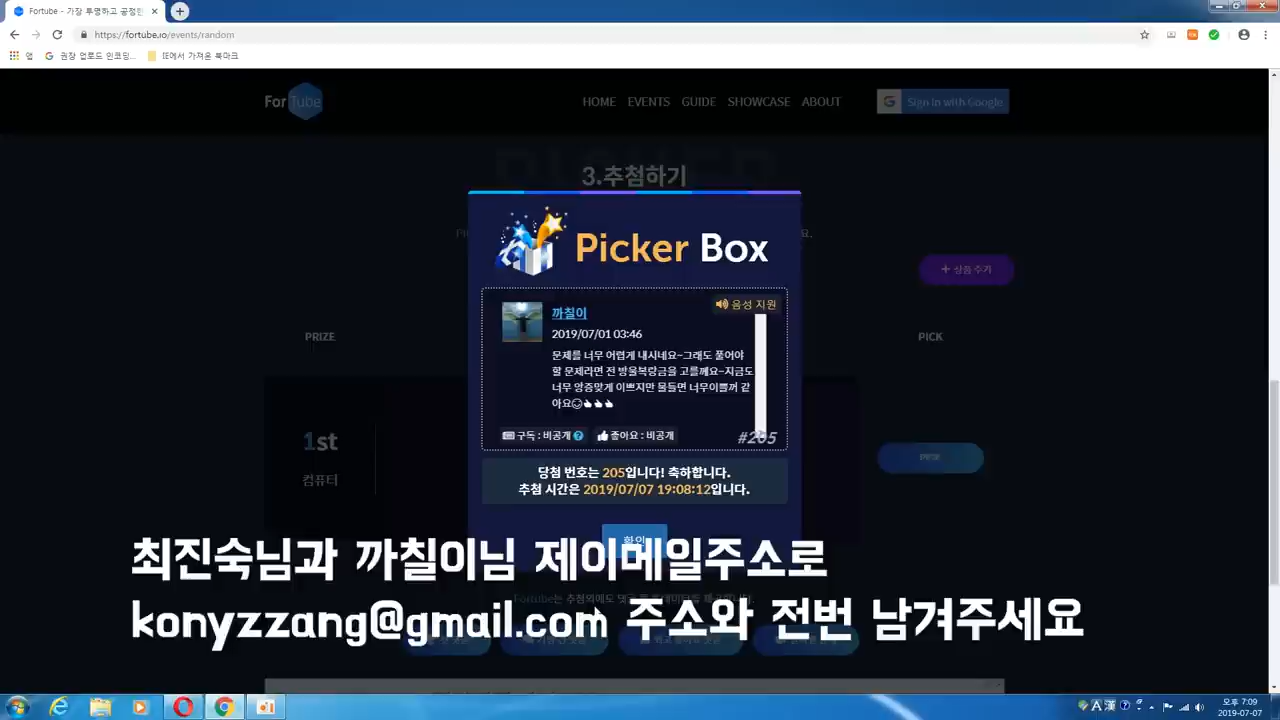 Fortube - 가장 투명하고 공정한
https://fortube.io/events/random
앱
권장 업로드 인코딩...
IE에서 가져온 북마크
ForTube
HOME EVENTS GUIDE SHOWCASE ABOUT
Sign in with Google
3.추첨하기
+ 상품 추가
PRIZE
PICK
Picker Box
까칠이
음성 지원
2019/07/01 03:46
문제를 너무 어렵게 내시네요~그래도 풀어야
할 문제라면 전 방울복랑금을 고를께요~지금도
너무 앙증맞게 이쁘지만 물들면 너무이쁠꺼 같
아요
구독 : 비공개
좋아요 : 비공개
#205
1st
컴퓨터
당첨 번호는 205입니다! 축하합니다.
추첨 시간은 2019/07/07 19:08:12입니다.
확인
최진숙님과 까칠이님 제이메일주소로
konyzzang@gmail.com 주소와 전번 남겨주세요
오후 7:09
2019-07-07